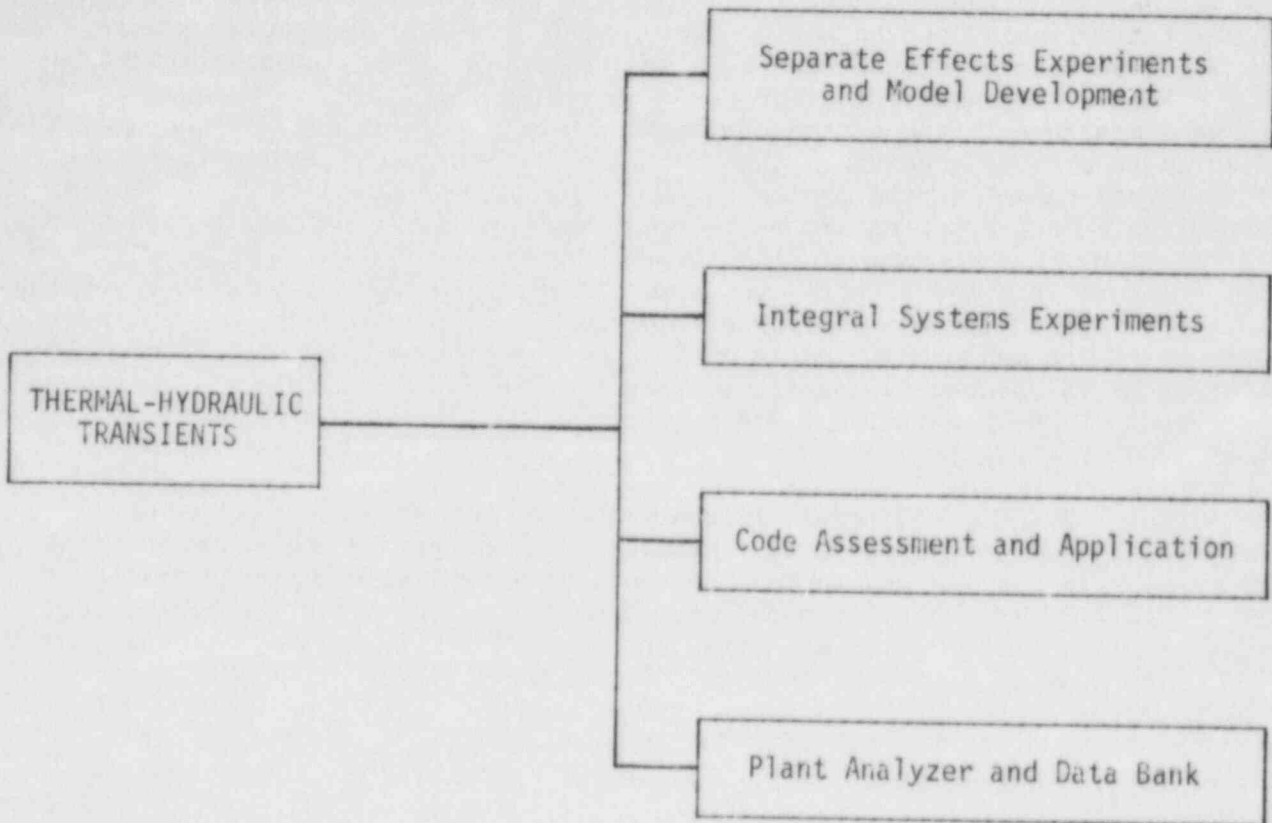 THERMAL-HYDRAULIC
TRANSIENTS
Separate Effects Experiments
and Model Development
Integral Systems Experiments
Code Assessment and Application
Plant Analyzer and Data Bank